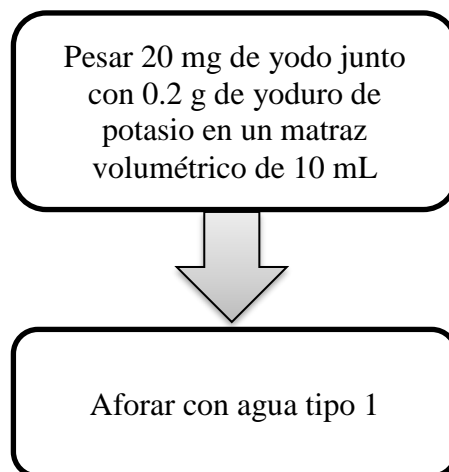 Pesar 20 mg de yodo junto
con 0.2 g de yoduro de
potasio en un matraz
volumétrico de 10 mL
Aforar con agua tipo 1